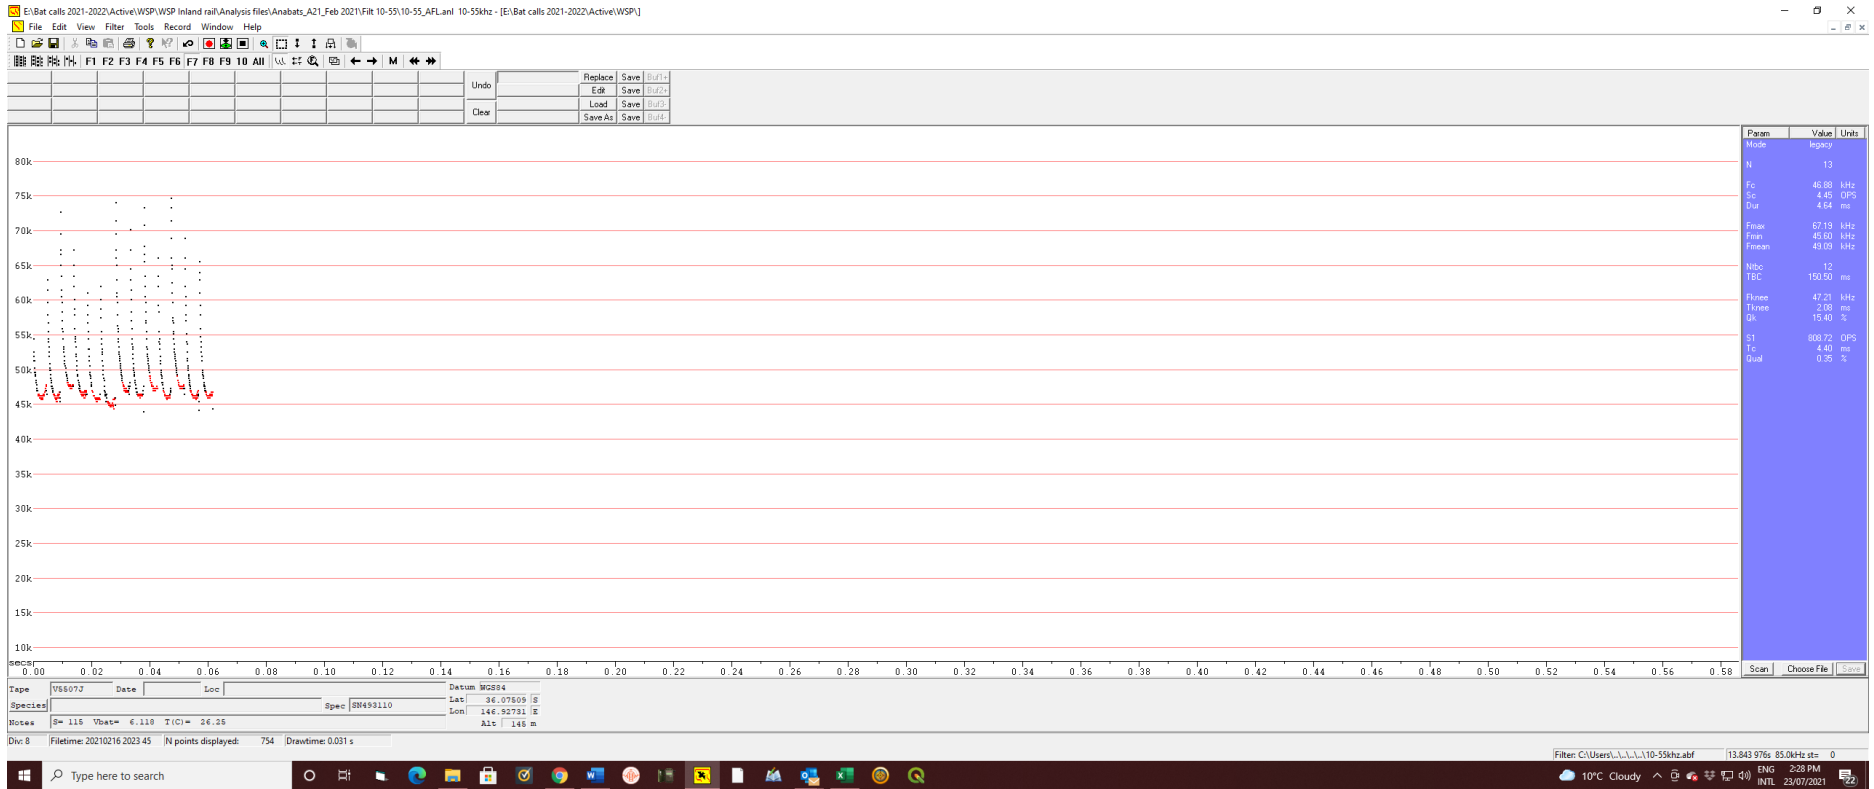 E:\Bat calls 2021-2022\Active\WSP\WSP Inland rail\Analysis files\Anabats_A21_Feb 2021\Filt 10-55\10-55_AFL.anl 10-55khz - [E:\Bat calls 2021-2022\Active\WSP\]
File Edit View Filter Tools Record Window Help
F1 F2 F3 F4 F5 F6 F7 F8 F9 10 All M
Undo Replace Save Buf1+
Edit Save Buf2+
Clear Load Save Buf3-
Save As Save Buf4-
Param Value Units
Mode legacy
N 13
Fc 46.88 kHz
Sc 4.45 OPS
Dur 4.64 ms
Fmax 67.19 kHz
Fmin 45.60 kHz
Fmean 49.09 kHz
Ntbc 12
TBC 150.50 ms
Fknee 47.21 kHz
Tknee 2.08 ms
Qk 15.40 %
S1 808.72 OPS
Tc 4.40 ms
Qual 0.35 %
80k
75k
70k
65k
60k
55k
50k
45k
40k
35k
30k
25k
20k
15k
10k
secs
0.00 0.02 0.04 0.06 0.08 0.10 0.12 0.14 0.16 0.18 0.20 0.22 0.24 0.26 0.28 0.30 0.32 0.34 0.36 0.38 0.40 0.42 0.44 0.46 0.48 0.50 0.52 0.54 0.56 0.58
Scan Choose File Save
Tape V5507J Date Loc Datum WGS84
Species Spec SN493110 Lat 36.07509 S
Lon 146.92731 E
Notes S= 115 Vbat= 6.118 T(C)= 26.25 Alt 145 m
Div: 8 Filetime: 20210216 2023 45 N points displayed: 754 Drawtime: 0.031 s
Filter: C:\Users\..\..\..\..\10-55khz.abf 13.843 976s 85.0kHz st= 0
Type here to search
10°C Cloudy
ENG
INTL
2:28 PM
23/07/2021
22